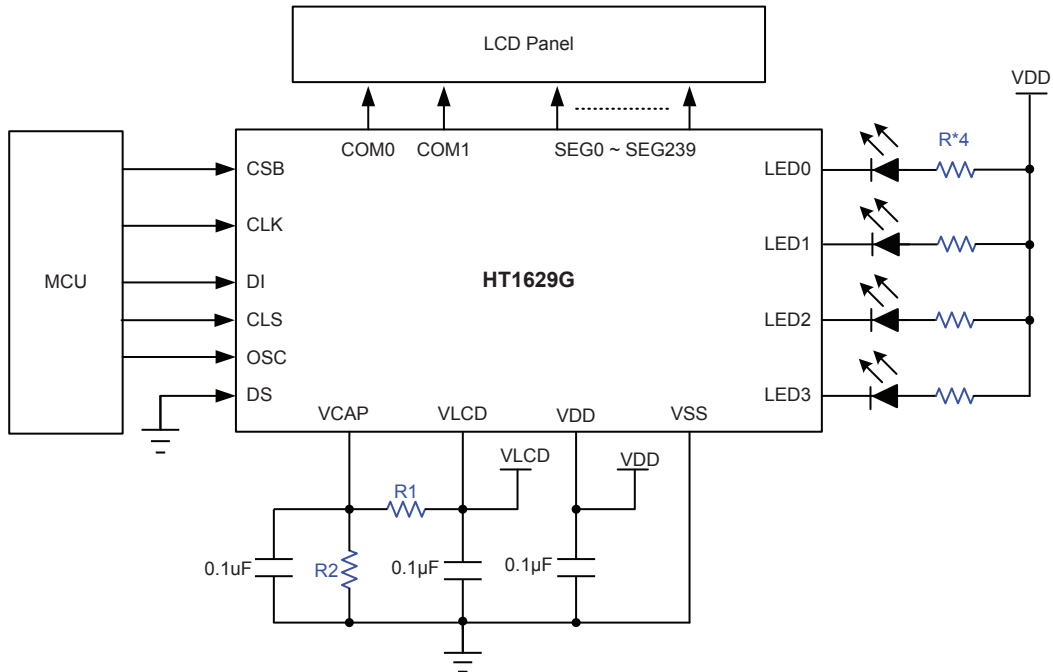 LCD Panel
VDD
COM0 COM1 SEG0 ~ SEG239
R*4
CSB
LED0
CLK
LED1
MCU
DI
HT1629G
CLS
LED2
OSC
DS
LED3
VCAP VLCD VDD VSS
VLCD
VDD
R1
0.1uF
R2
0.1µF
0.1µF